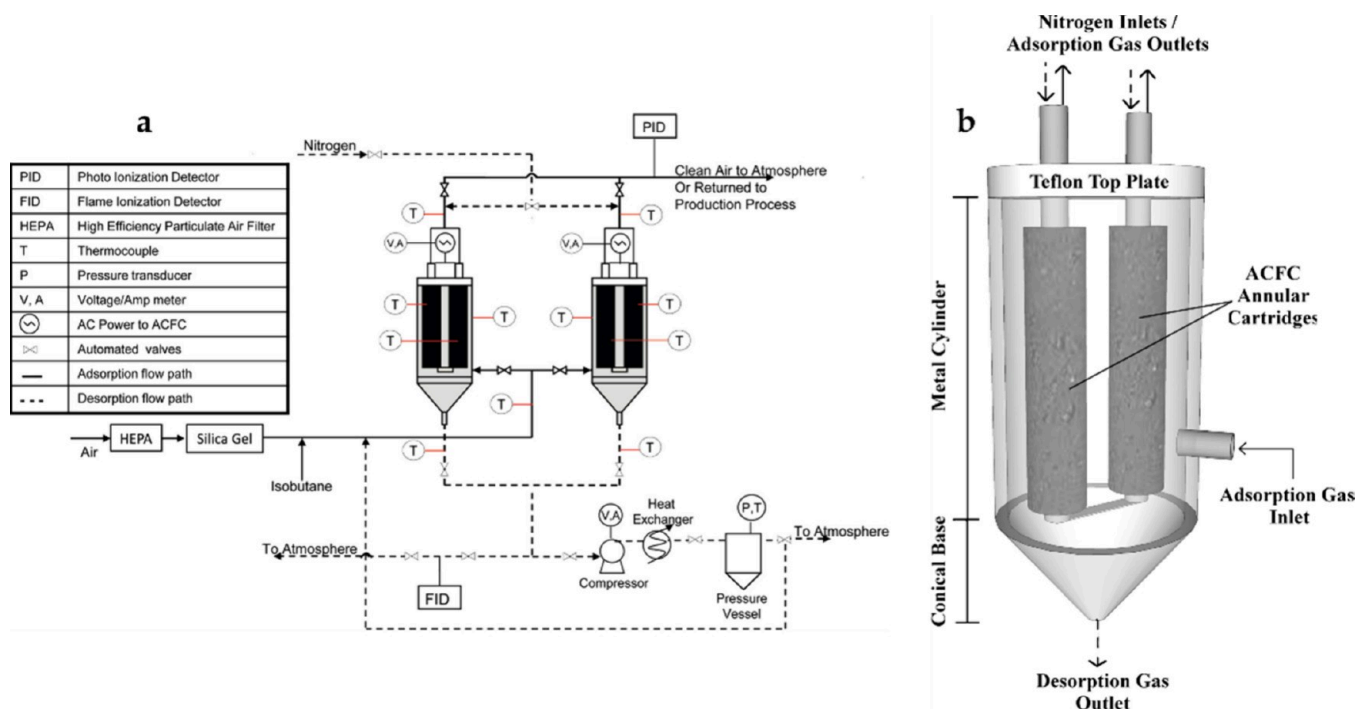 a
PID Photo Ionization Detector
FID Flame Ionization Detector
HEPA High Efficiency Particulate Air Filter
T Thermocouple
P Pressure transducer
V, A Voltage/Amp meter
AC Power to ACFC
Automated valves
Adsorption flow path
Desorption flow path
Nitrogen
PID
Clean Air to Atmosphere
Or Returned to
Production Process
T
T
V,A
V,A
T
T
T
T
T
T
T
Air
HEPA
Silica Gel
Isobutane
T
T
To Atmosphere
FID
V,A
Compressor
Heat
Exchanger
P,T
Pressure
Vessel
To Atmosphere
b
Nitrogen Inlets /
Adsorption Gas Outlets
Teflon Top Plate
Metal Cylinder
ACFC
Annular
Cartridges
Adsorption Gas
Inlet
Conical Base
Desorption Gas
Outlet